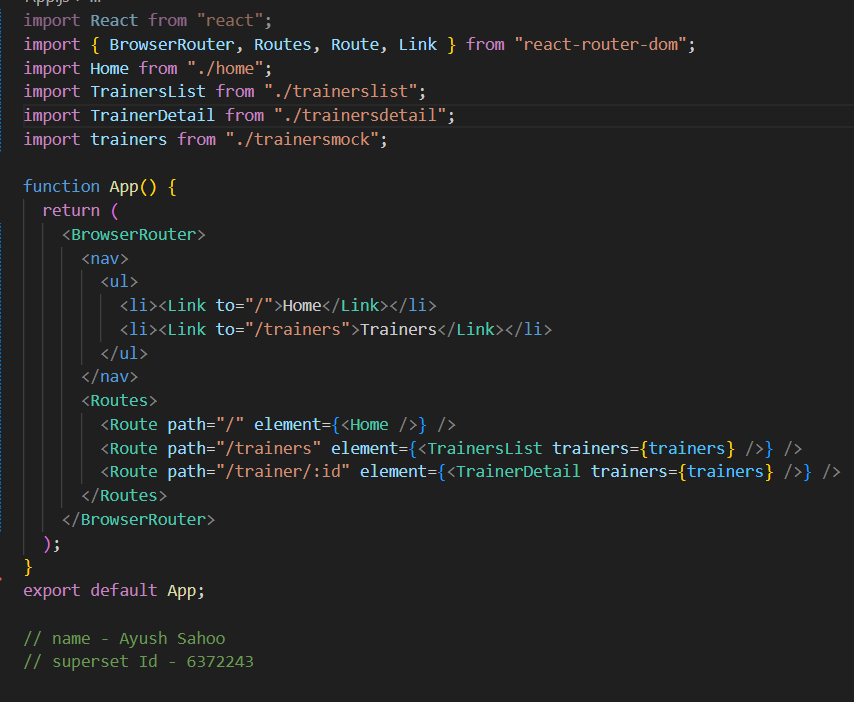 import React from "react";
import { BrowserRouter, Routes, Route, Link } from "react-router-dom";
import Home from "./home";
import TrainersList from "./trainerslist";
import TrainerDetail from "./trainersdetail";
import trainers from "./trainersmock";
function App() {
return (
<BrowserRouter>
<nav>
<ul>
<li><Link to="/">Home</Link></li>
<li><Link to="/trainers">Trainers</Link></li>
</ul>
</nav>
<Routes>
<Route path="/" element={<Home />} />
<Route path="/trainers" element={<TrainersList trainers={trainers} />} />
<Route path="/trainer/:id" element={<TrainerDetail trainers={trainers} />} />
</Routes>
</BrowserRouter>
);
}
export default App;
// name - Ayush Sahoo
// superset Id - 6372243